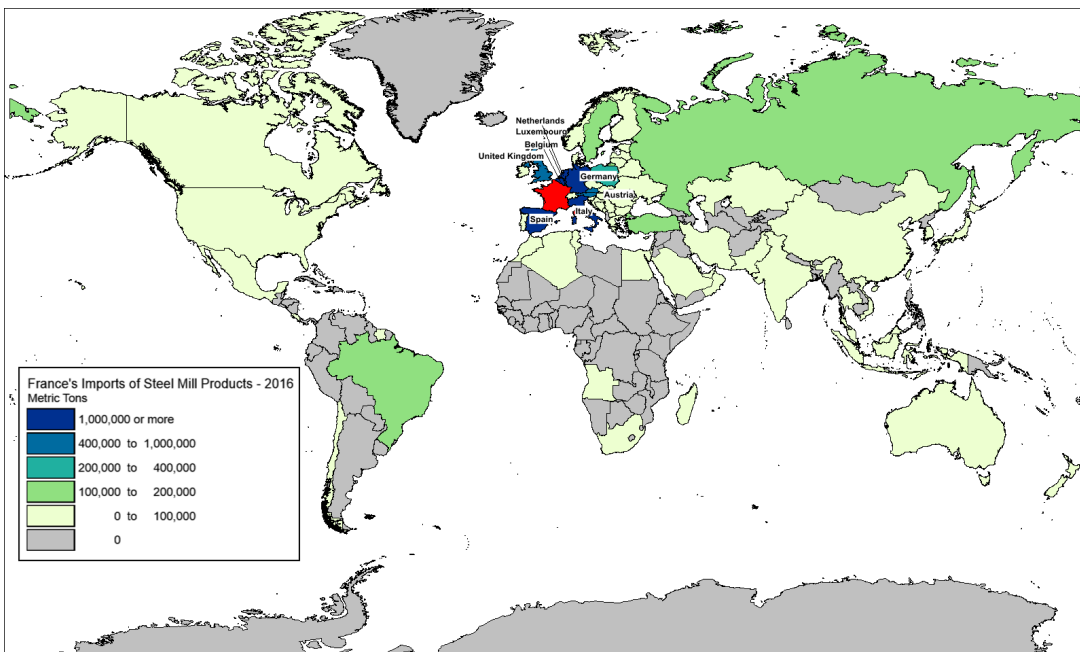 Netherlands
Luxembourg
Belgium
United Kingdom
Germany
Austria
Italy
Spain
France's Imports of Steel Mill Products - 2016
Metric Tons
1,000,000 or more
400,000 to 1,000,000
200,000 to 400,000
100,000 to 200,000
0 to 100,000
0